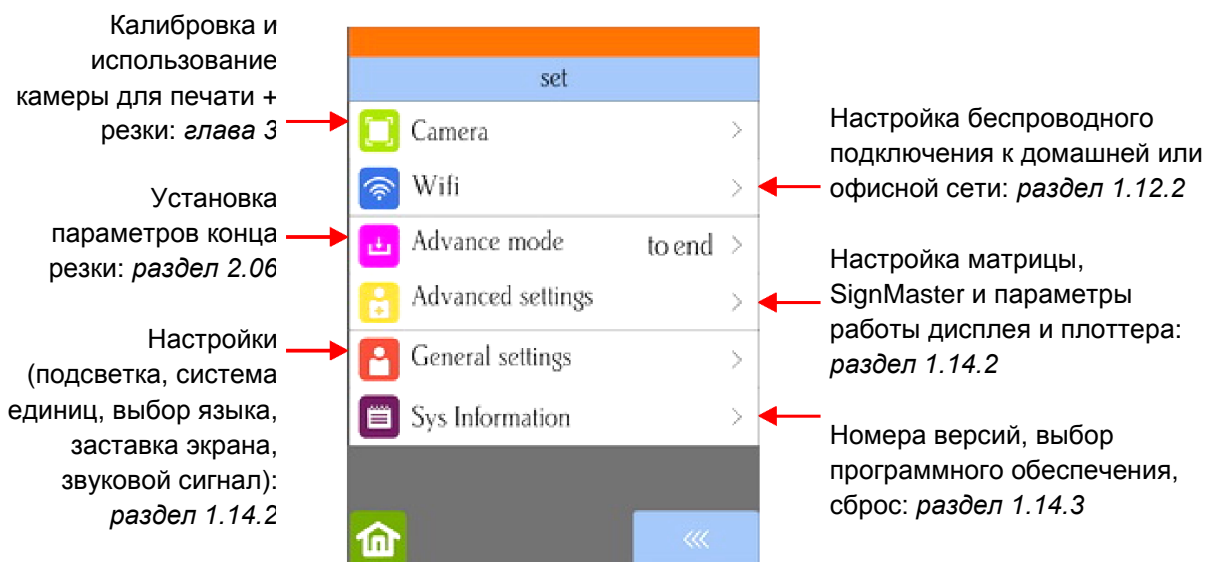 Калибровка и
использование
камеры для печати +
резки: глава 3
Установка
параметров конца
резки: раздел 2.06
Настройки
(подсветка, система
единиц, выбор языка,
заставка экрана,
звуковой сигнал):
раздел 1.14.2
set
Camera
Wifi
Advance mode to end
Advanced settings
General settings
Sys Information
Настройка беспроводного
подключения к домашней или
офисной сети: раздел 1.12.2
Настройка матрицы,
SignMaster и параметры
работы дисплея и плоттера:
раздел 1.14.2
Номера версий, выбор
программного обеспечения,
сброс: раздел 1.14.3